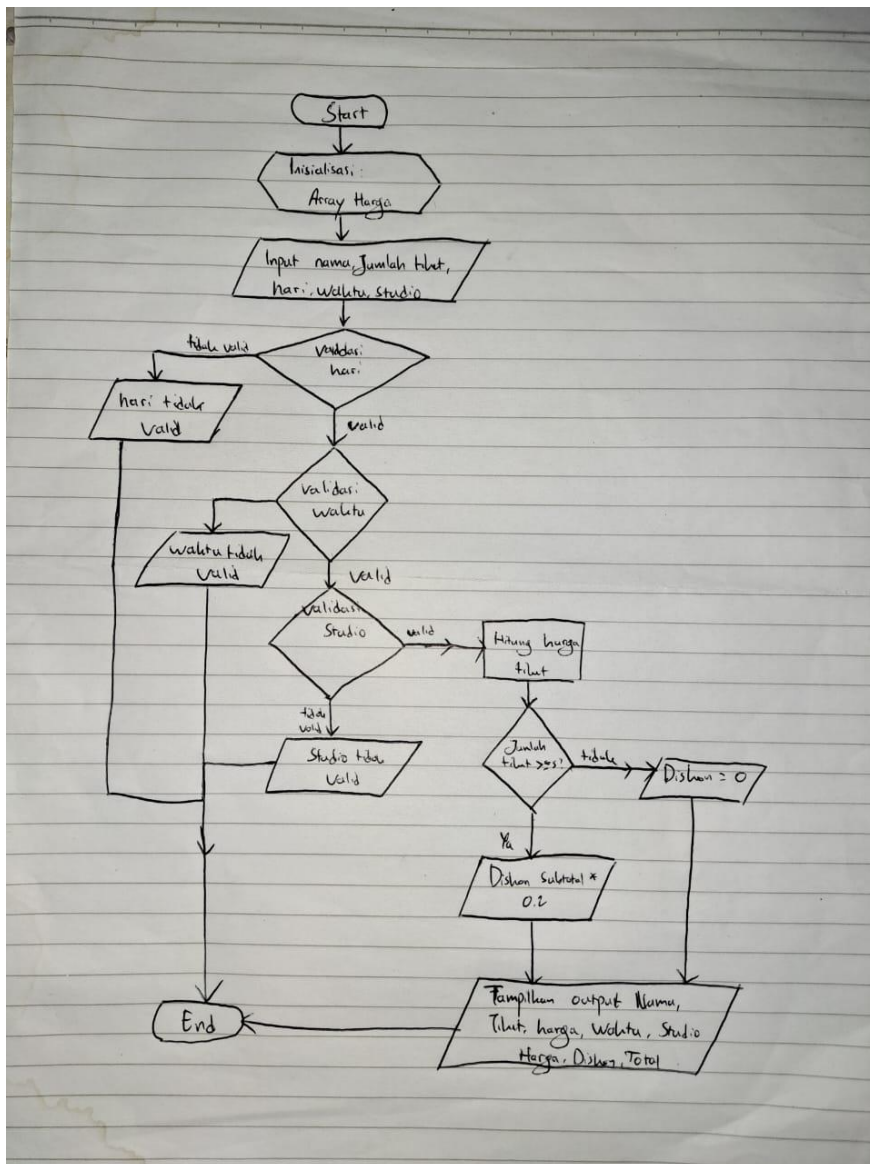 Start
Inisialisasi:
Array Harga
Input nama, Jumlah tiket,
hari, waktu, studio
tidak valid
validasi
hari
hari tidak
valid
valid
validasi
waktu
waktu tidak
valid
valid
validasi
Studio
valid
Hitung harga
tiket
tidak
valid
Studio tidak
valid
Jumlah
tiket >=5?
tidak
Diskon = 0
Ya
Diskon Subtotal *
0.2
Tampilkan output Nama,
Tiket, harga, Waktu, Studio
Harga, Diskon, Total
End